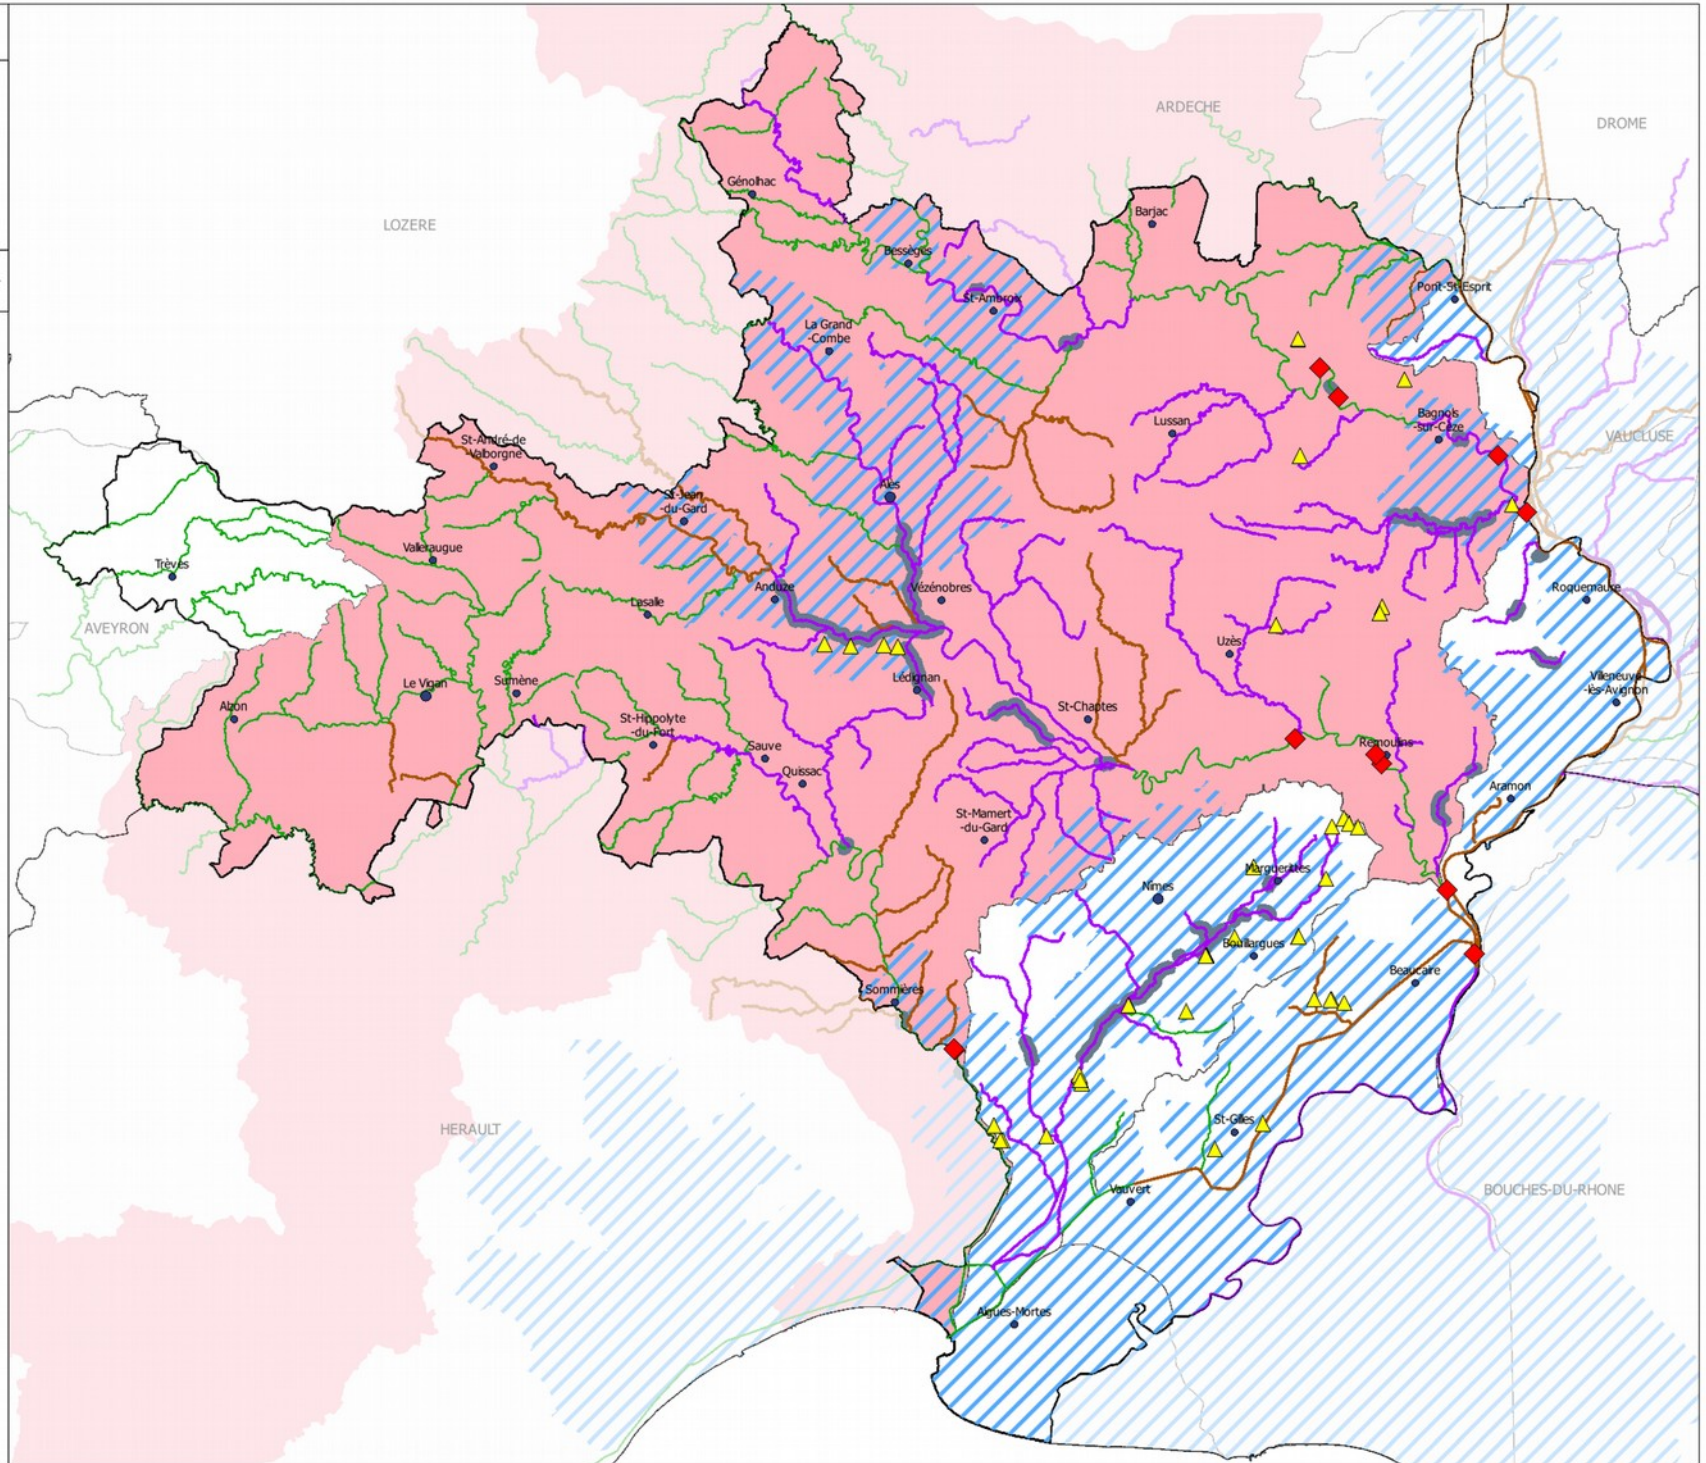 ARDECHE
DROME
Génolhac
Barjac
LOZERE
Bessèges
Pont-St-Esprit
St-Ambroix
La Grand
-Combe
Lussan
Bagnols
-sur-Cèze
VAUCLUSE
St-André-de
-Valborgne
Alès
St-Jean
-du-Gard
Valleraugue
Trèves
Anduze
Vézénobres
Roquemaure
Lasalle
AVEYRON
Uzès
Lédignan
Le Vigan
Sumène
Villeneuve
-lès-Avignon
Alzon
St-Chaptes
St-Hippolyte
-du-Fort
Sauve
Remoulins
Quissac
Aramon
St-Mamert
-du-Gard
Marguerittes
Nîmes
Bouillargues
Beaucaire
Sommières
St-Gilles
HERAULT
Vauvert
BOUCHES-DU-RHONE
Aigues-Mortes